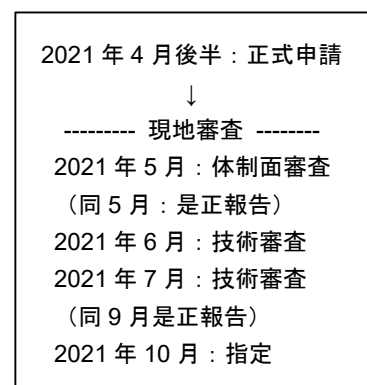 2021 年 4 月後半：正式申請
↓
--------- 現地審査 --------
2021 年 5 月：体制面審査
（同 5 月：是正報告）
2021 年 6 月：技術審査
2021 年 7 月：技術審査
（同 9 月是正報告）
2021 年 10 月：指定